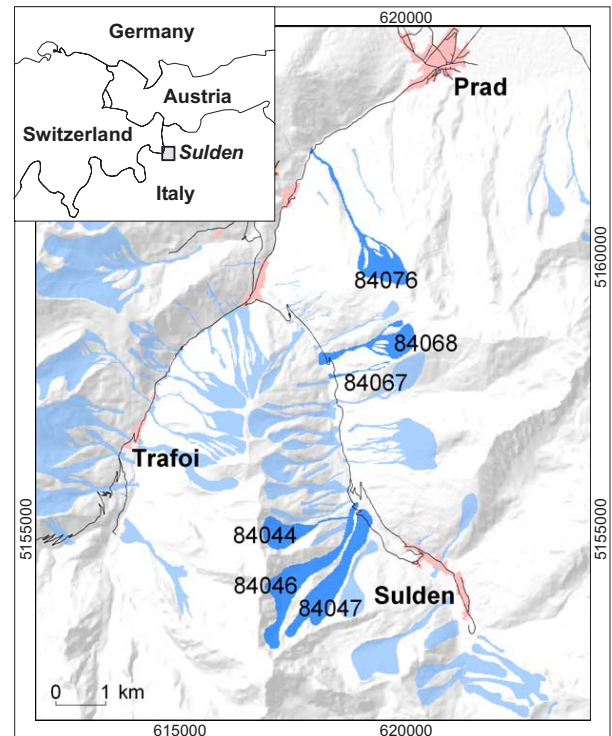 620000
Germany
Austria
Switzerland
Sulden
Italy
Prad
5160000
84076
84068
84067
Trafoi
5155000
5155000
84044
84046
84047
Sulden
0 1 km
615000
620000